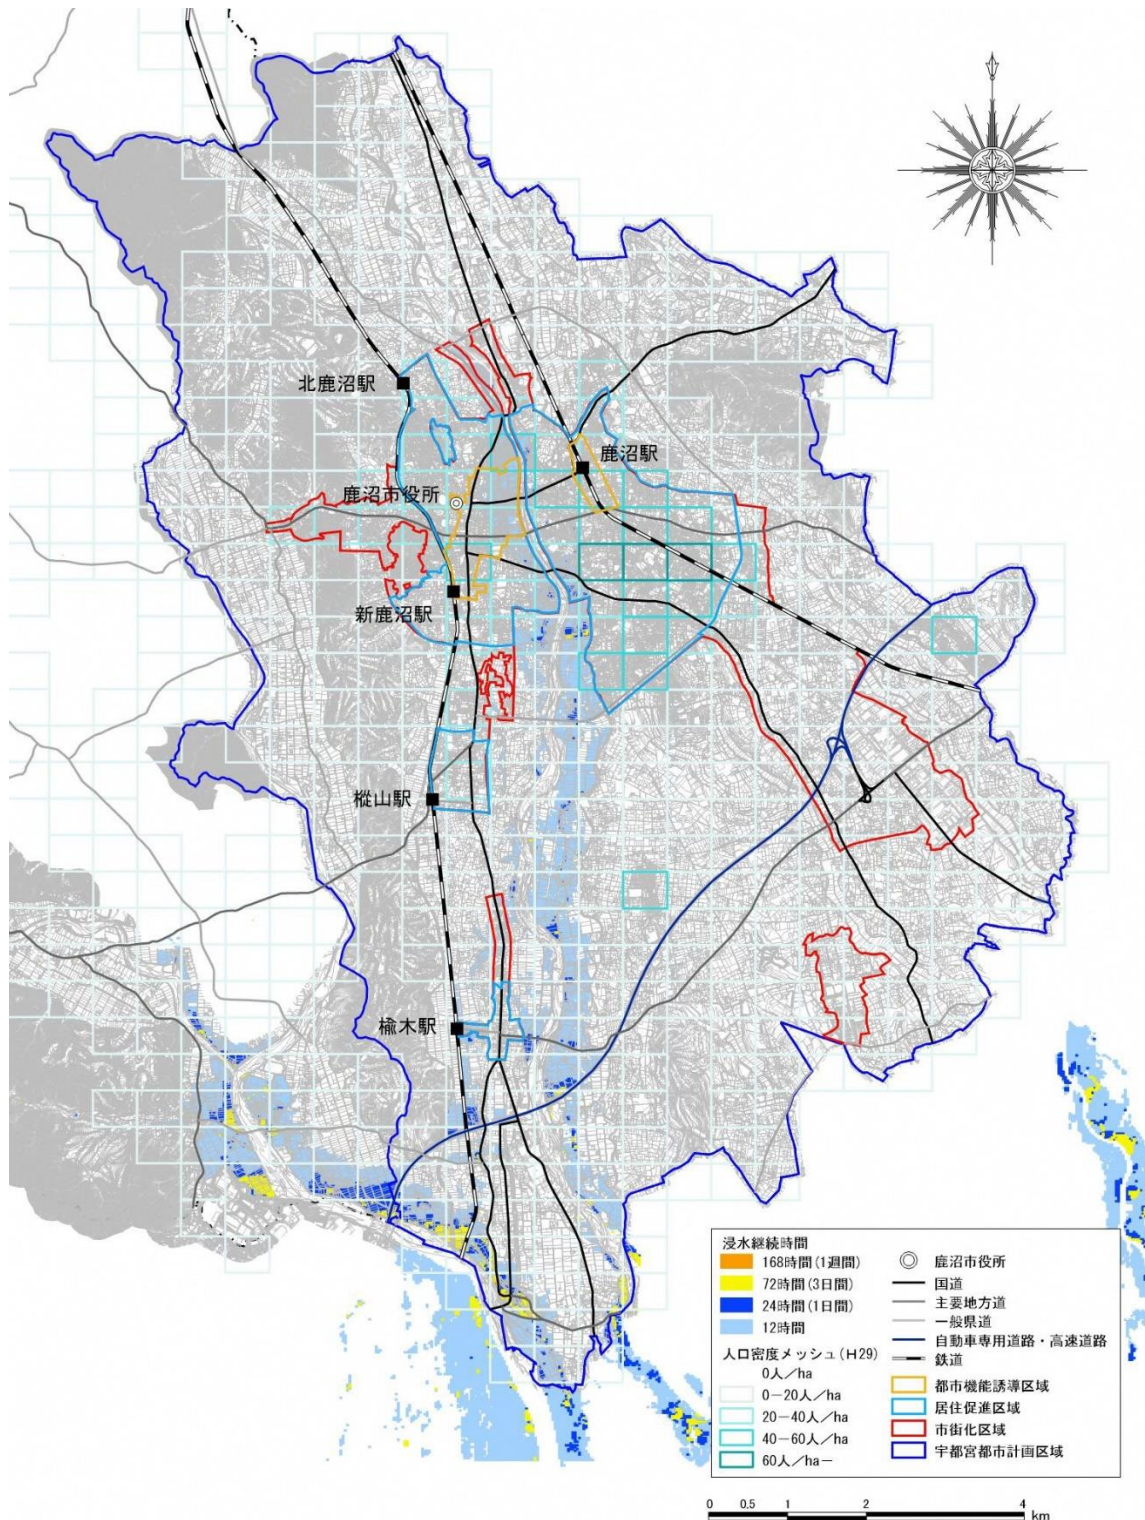 北鹿沼駅
鹿沼駅
鹿沼市役所
新鹿沼駅
樅山駅
楡木駅
浸水継続時間
168時間(1週間)
72時間(3日間)
24時間(1日間)
12時間
人口密度メッシュ(H29)
0人/ha
0-20人/ha
20-40人/ha
40-60人/ha
60人/ha-
鹿沼市役所
国道
主要地方道
一般県道
自動車専用道路・高速道路
鉄道
都市機能誘導区域
居住促進区域
市街化区域
宇都宮都市計画区域
0 0.5 1 2 4
km